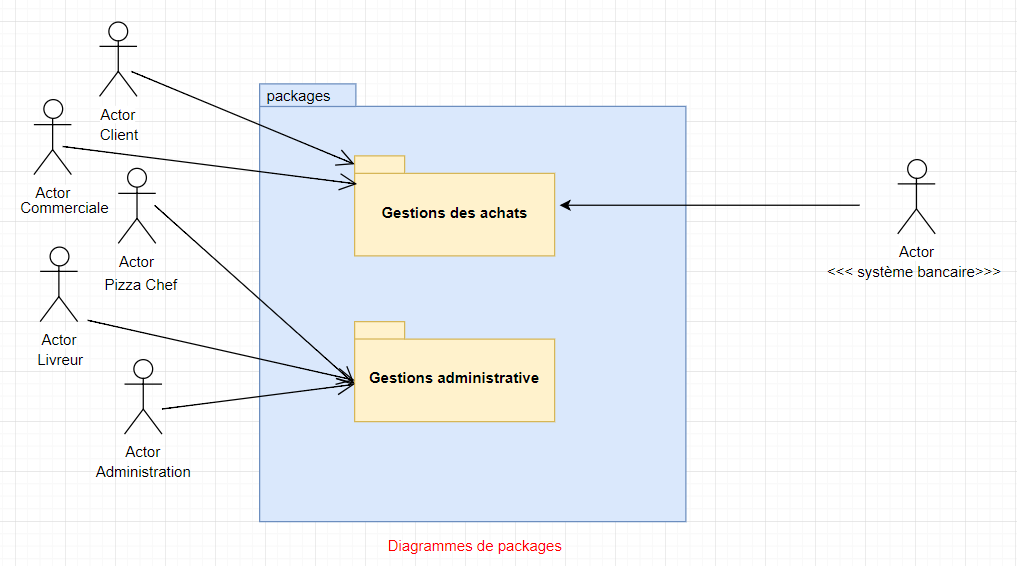 Actor
Client
packages
Actor
Commerciale
Actor
Pizza Chef
Actor
Livreur
Actor
Administration
Gestions des achats
Gestions administrative
Actor
<<< système bancaire>>>
Diagrammes de packages